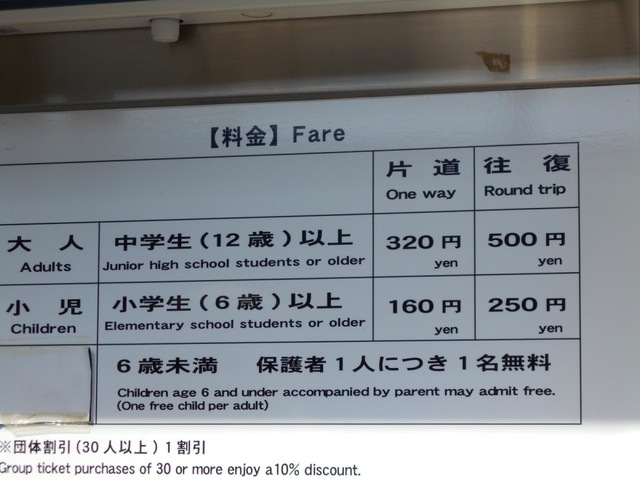 【料金】Fare
片道 往復
One way Round trip
大人 中学生(12歳)以上 320円 500円
Adults Junior high school students or older yen yen
小児 小学生(6歳)以上 160円 250円
Children Elementary school students or older yen yen
6歳未満 保護者1人につき1名無料
Children age 6 and under accompanied by parent may admit free.
(One free child per adult)
※団体割引(30人以上)1割引
Group ticket purchases of 30 or more enjoy a10% discount.